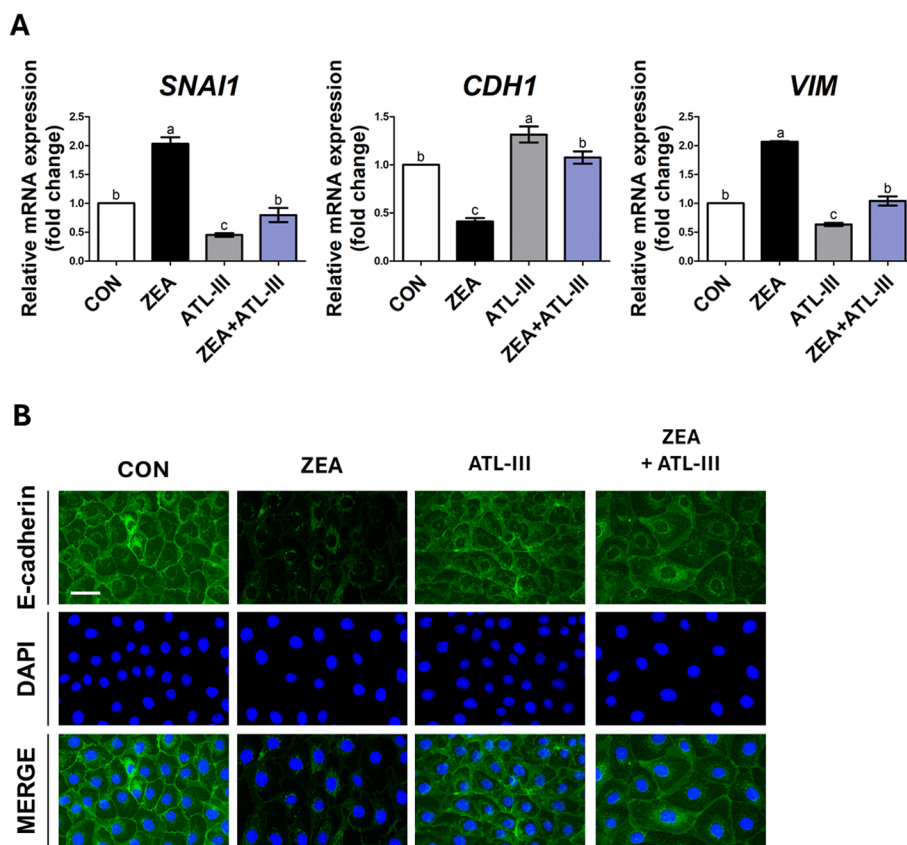 A
SNAI1
Relative mRNA expression
(fold change)
2.5
2.0
1.5
1.0
0.5
0.0
b
a
c
b
CON
ZEA
ATL-III
ZEA+ATL-III
CDH1
Relative mRNA expression
(fold change)
1.5
1.0
0.5
0.0
b
c
a
b
CON
ZEA
ATL-III
ZEA+ATL-III
VIM
Relative mRNA expression
(fold change)
2.5
2.0
1.5
1.0
0.5
0.0
b
a
c
b
CON
ZEA
ATL-III
ZEA+ATL-III
B
CON
ZEA
ATL-III
ZEA
+ ATL-III
E-cadherin
DAPI
MERGE